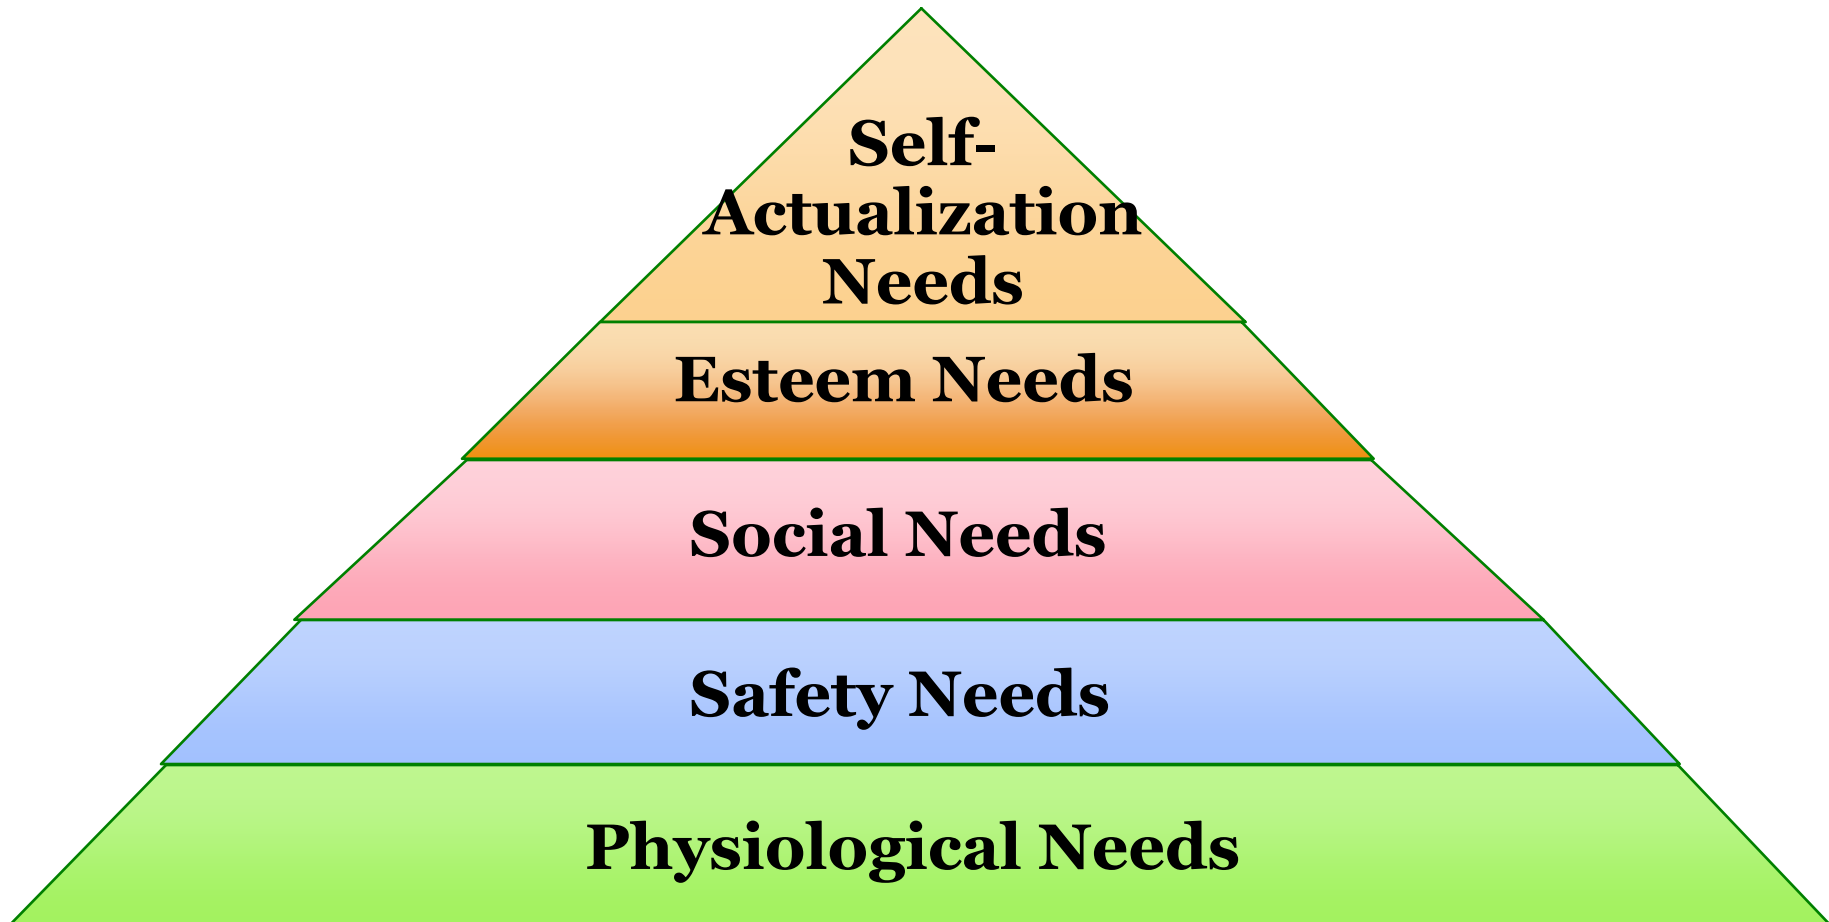 Self-
Actualization
Needs
Esteem Needs
Social Needs
Safety Needs
Physiological Needs